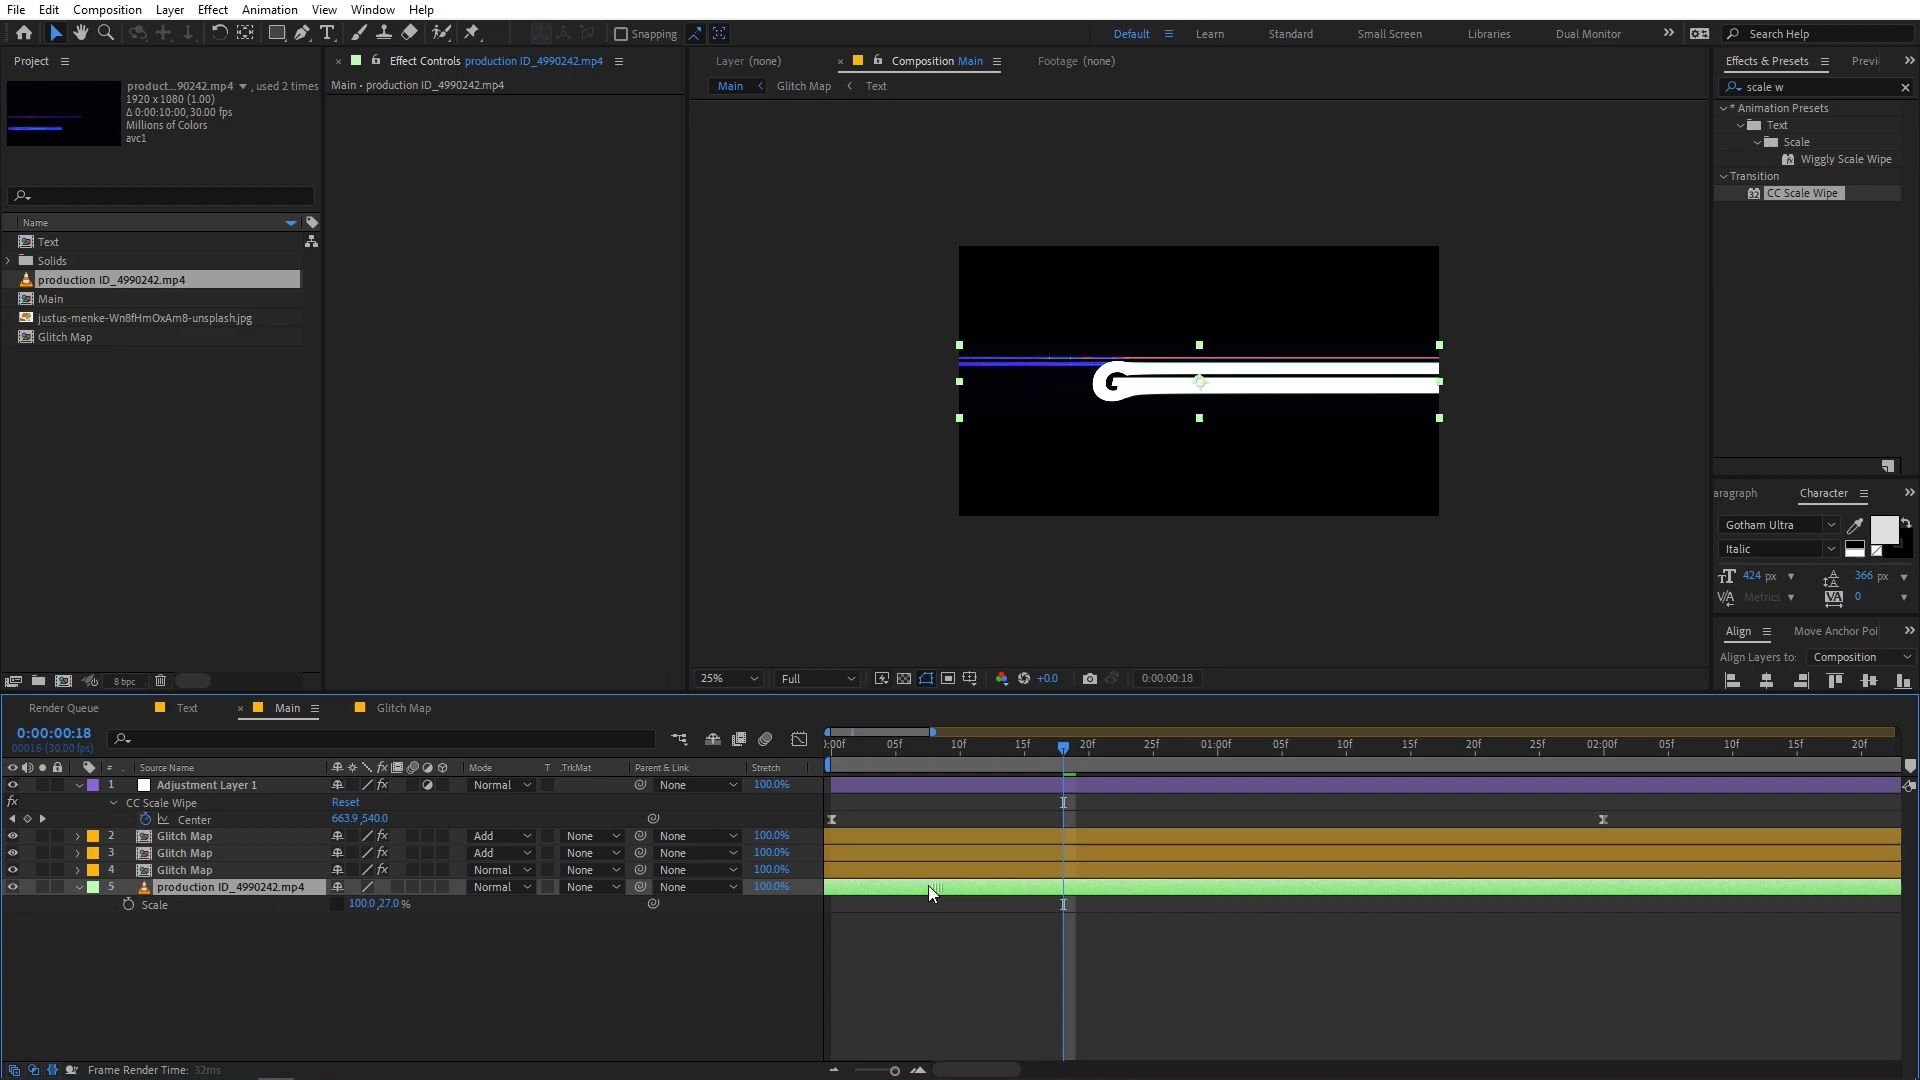 File Edit Composition Layer Effect Animation View Window Help
Snapping Default Learn Standard Small Screen Libraries Dual Monitor Search Help
Project
product...90242.mp4 , used 2 times
1920 x 1080 (1.00)
Δ 0:00:10:00, 30.00 fps
Millions of Colors
avc1
Name
Text
Solids
production ID_4990242.mp4
Main
justus-menke-Wn8fHmOxAm8-unsplash.jpg
Glitch Map
8 bpc
Effect Controls production ID_4990242.mp4
Main • production ID_4990242.mp4
Layer (none) Composition Main Footage (none)
Main Glitch Map Text
25% Full +0.0 0:00:00:18
Effects & Presets Previ
scale w
* Animation Presets
Text
Scale
Wiggly Scale Wipe
Transition
CC Scale Wipe
aragraph Character
Gotham Ultra
Italic
424 px 366 px
Metrics 0
Align Move Anchor Poi
Align Layers to: Composition
Render Queue Text Main Glitch Map
0:00:00:18
00018 (30.00 fps)
:00f 05f 10f 15f 20f 25f 01:00f 05f 10f 15f 20f 25f 02:00f 05f 10f 15f 20f
# Source Name Mode T .TrkMat Parent & Link Stretch
1 Adjustment Layer 1 Normal None 100.0%
fx CC Scale Wipe Reset
Center 663.9,540.0
2 Glitch Map Add None None 100.0%
3 Glitch Map Add None None 100.0%
4 Glitch Map Normal None None 100.0%
5 production ID_4990242.mp4 Normal None None 100.0%
Scale 100.0,27.0%
Frame Render Time: 32ms